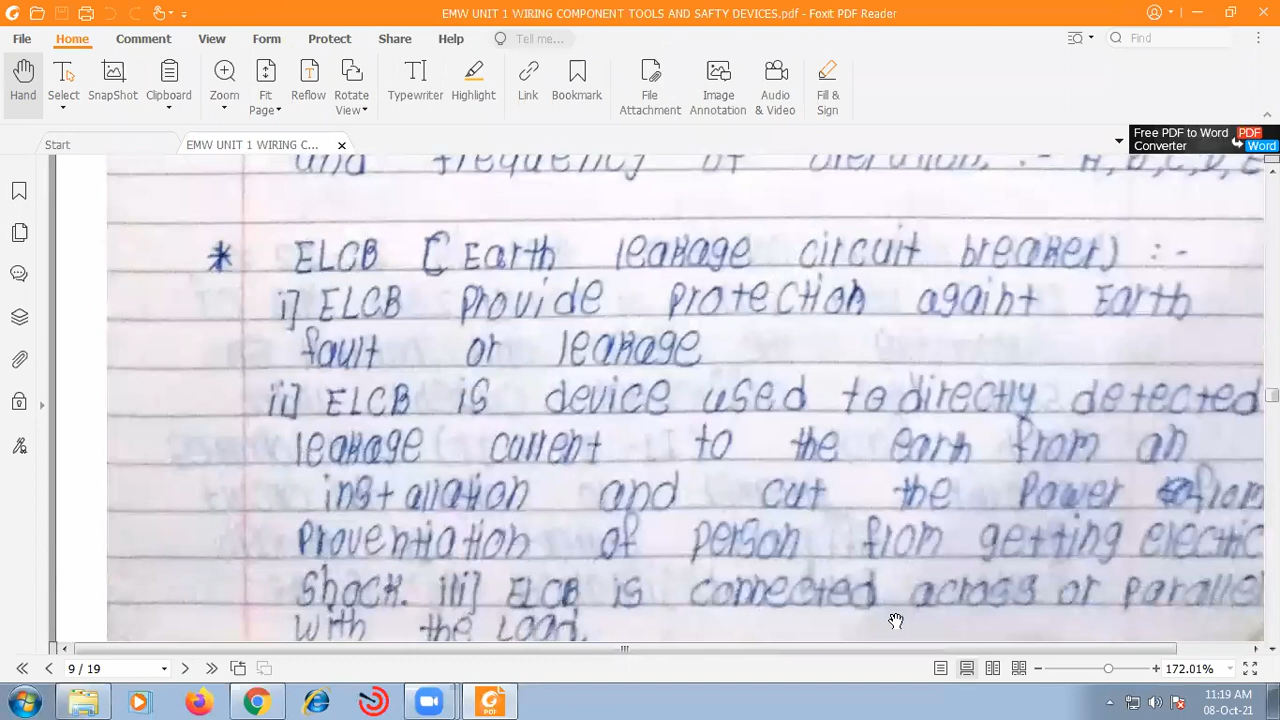 EMW UNIT 1 WIRING COMPONENT TOOLS AND SAFTY DEVICES.pdf - Foxit PDF Reader
File Home Comment View Form Protect Share Help Tell me... Find
Hand Select SnapShot Clipboard Zoom Fit Page Reflow Rotate View Typewriter Highlight Link Bookmark File Attachment Image Annotation Audio & Video Fill & Sign
Start EMW UNIT 1 WIRING C...
Free PDF to Word Converter PDF Word
and frequency of :- A,B,C,D,E
* ELCB [Earth leakage circuit breaker) :-
i] ELCB provide protection againt Earth
fault or leakage
ii] ELCB is device used to directly detected
leakage current to the earth from an
installation and cut the Power from
Proventiation of person from getting electric
Shock. iii] ELCB is connected across or parallel
with the Load.
9 / 19 172.01%
PDF
11:19 AM
08-Oct-21